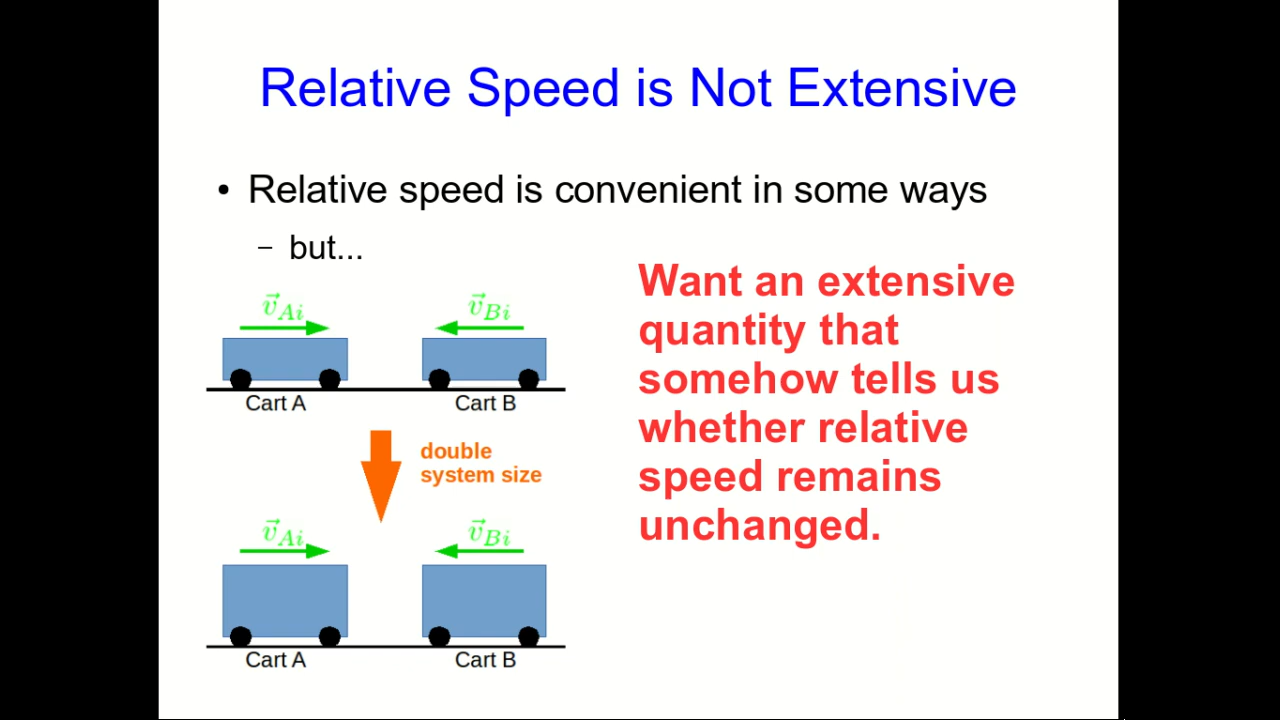 Relative Speed is Not Extensive
• Relative speed is convenient in some ways
– but...
Want an extensive
quantity that
somehow tells us
whether relative
speed remains
unchanged.
v⃗Ai
v⃗Bi
Cart A
Cart B
double
system size
v⃗Ai
v⃗Bi
Cart A
Cart B